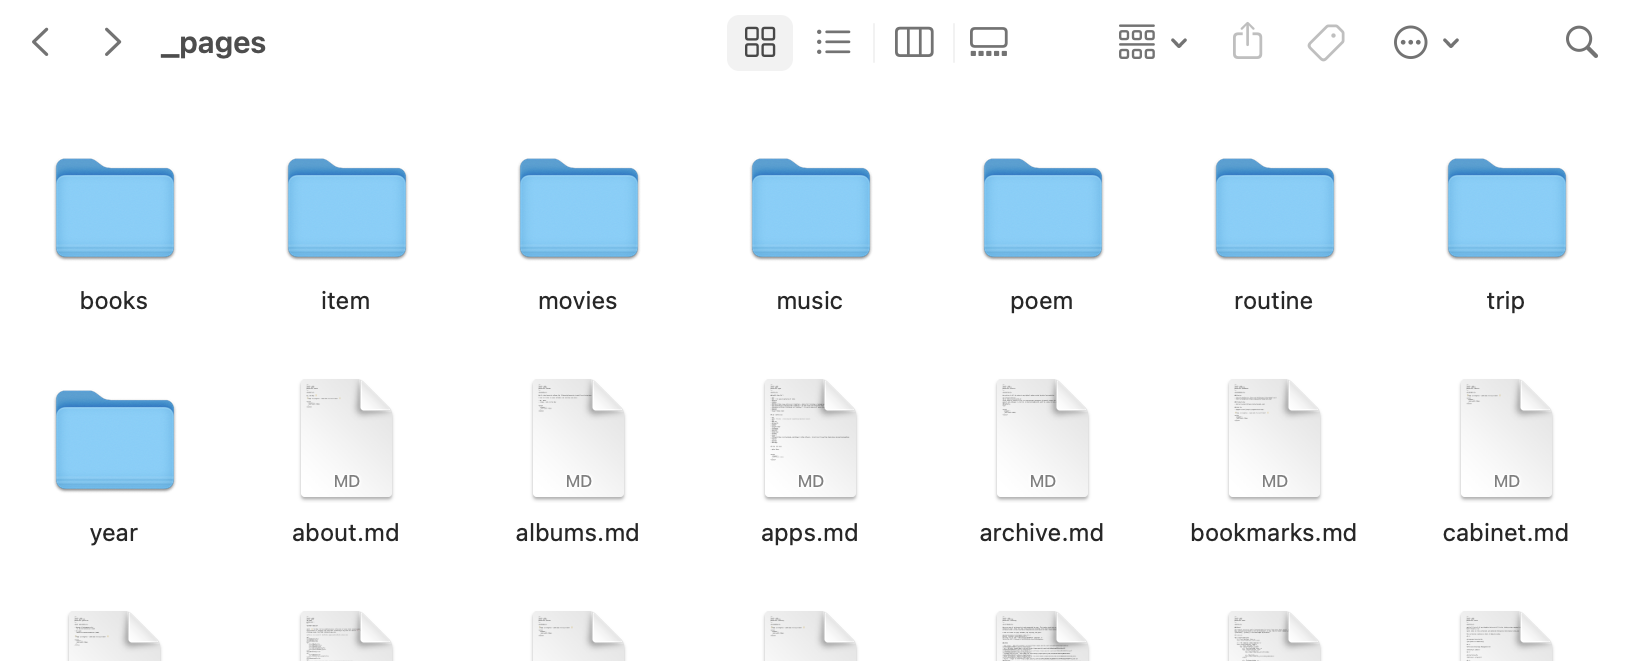 _pages
books item movies music poem routine trip
MD MD MD MD MD MD
year about.md albums.md apps.md archive.md bookmarks.md cabinet.md